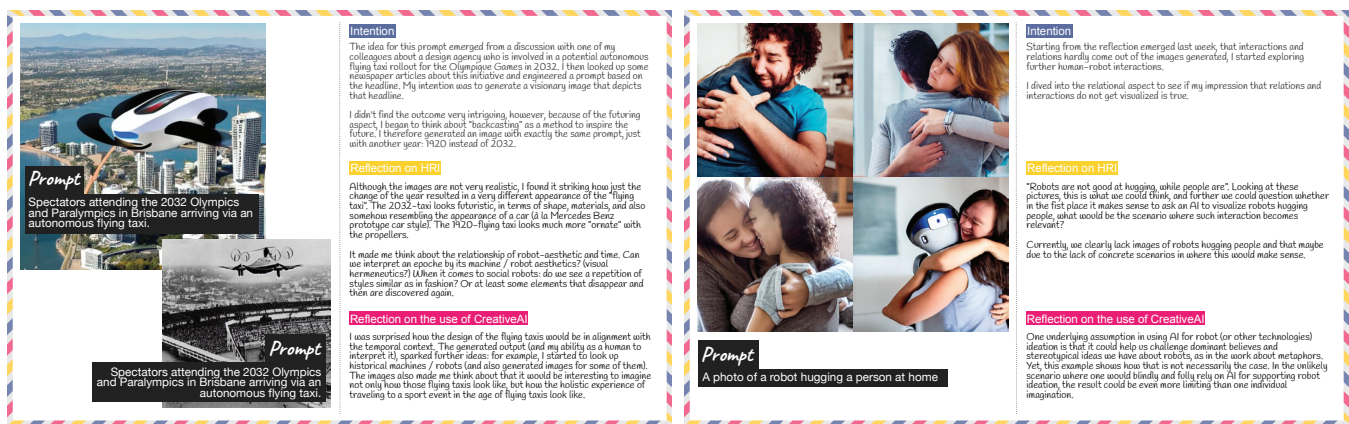 Prompt
Spectators attending the 2032 Olympics
and Paralympics in Brisbane arriving via an
autonomous flying taxi.
Prompt
Spectators attending the 2032 Olympics
and Paralympics in Brisbane arriving via an
autonomous flying taxi.
Intention
The idea for this prompt emerged from a discussion with one of my
colleagues about a design agency who is involved in a potential autonomous
flying taxi rollout for the Olympique Games in 2032. I then looked up some
newspaper articles about this initiative and engineered a prompt based on
the headline. My intention was to generate a visionary image that depicts
that headline.
I didn't find the outcome very intriguing, however, because of the futuring
aspect, I began to think about "backcasting" as a method to inspire the
future. I therefore generated an image with exactly the same prompt, just
with another year: 1920 instead of 2032.
Reflection on HRI
Although the images are not very realistic, I found it striking how just the
change of the year resulted in a very different appearance of the "flying
taxi". The 2032-taxi looks futuristic, in terms of shape, materials, and also
somehow resembling the appearance of a car (à la Mercedes Benz
prototype car style). The 1920-flying taxi looks much more "ornate" with
the propellers.
It made me think about the relationship of robot-aesthetic and time. Can
we interpret an epoche by its machine / robot aesthetics? (visual
hermeneutics?) When it comes to social robots: do we see a repetition of
styles similar as in fashion? Or at least some elements that disappear and
then are discovered again.
Reflection on the use of CreativeAI
I was surprised how the design of the flying taxis would be in alignment with
the temporal context. The generated output (and my ability as a human to
interpret it), sparked further ideas: for example, I started to look up
historical machines / robots (and also generated images for some of them).
The images also made me think about that it would be interesting to imagine
not only how those flying taxis look like, but how the holistic experience of
traveling to a sport event in the age of flying taxis look like.
Prompt
A photo of a robot hugging a person at home
Intention
Starting from the reflection emerged last week, that interactions and
relations hardly come out of the images generated, I started exploring
further human-robot interactions.
I dived into the relational aspect to see if my impression that relations and
interactions do not get visualized is true.
Reflection on HRI
"Robots are not good at hugging, while people are". Looking at these
pictures, this is what we could think, and further we could question whether
in the fist place it makes sense to ask an AI to visualize robots hugging
people, what would be the scenario where such interaction becomes
relevant?
Currently, we clearly lack images of robots hugging people and that maybe
due to the lack of concrete scenarios in where this would make sense.
Reflection on the use of CreativeAI
One underlying assumption in using AI for robot (or other technologies)
ideation is that it could help us challenge dominant believes and
stereotypical ideas we have about robots, as in the work about metaphors.
Yet, this example shows how that is not necessarily the case. In the unlikely
scenario where one would blindly and fully rely on AI for supporting robot
ideation, the result could be even more limiting than one individual
imagination.